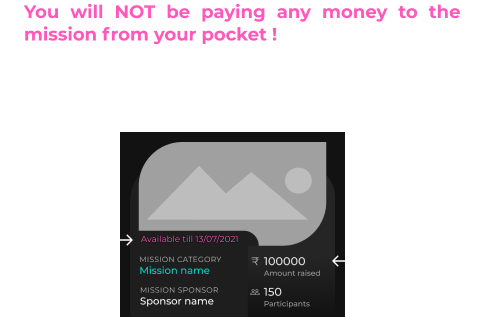 You will NOT be paying any money to the
mission from your pocket !
Available till 13/07/2021
MISSION CATEGORY
Mission name
₹ 100000
Amount raised
MISSION SPONSOR
Sponsor name
150
Participants